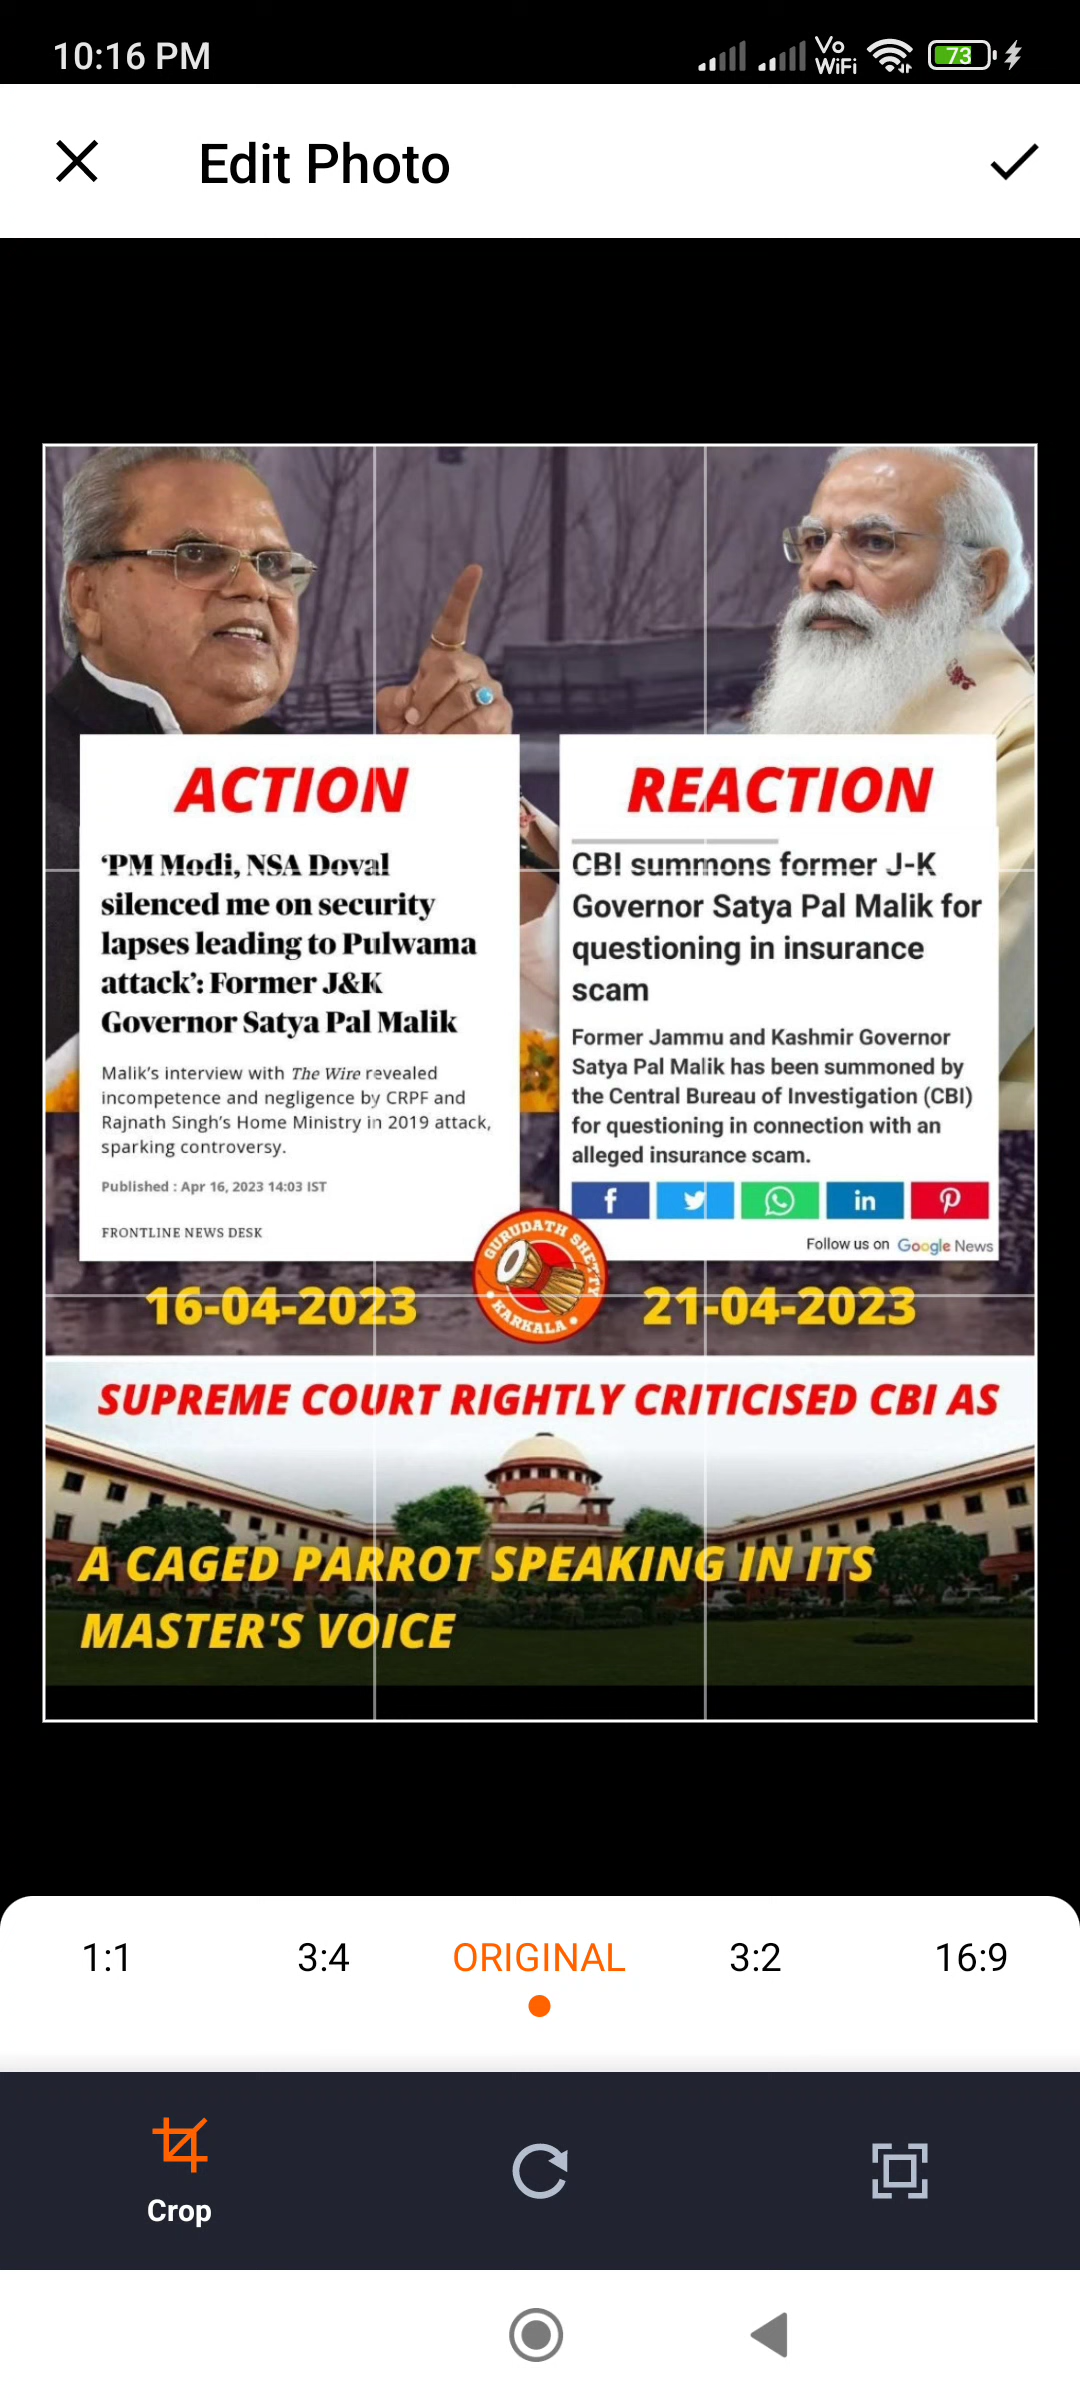 10:16 PM
Vo
WiFi
73
Edit Photo
ACTION
‘PM Modi, NSA Doval
silenced me on security
lapses leading to Pulwama
attack’: Former J&K
Governor Satya Pal Malik
Malik’s interview with The Wire revealed
incompetence and negligence by CRPF and
Rajnath Singh’s Home Ministry in 2019 attack,
sparking controversy.
Published : Apr 16, 2023 14:03 IST
FRONTLINE NEWS DESK
16-04-2023
REACTION
CBI summons former J-K
Governor Satya Pal Malik for
questioning in insurance
scam
Former Jammu and Kashmir Governor
Satya Pal Malik has been summoned by
the Central Bureau of Investigation (CBI)
for questioning in connection with an
alleged insurance scam.
f
in
Follow us on Google News
21-04-2023
GURUDATH SHETTY
KARKALA
SUPREME COURT RIGHTLY CRITICISED CBI AS
A CAGED PARROT SPEAKING IN ITS
MASTER'S VOICE
1:1 3:4 ORIGINAL 3:2 16:9
Crop